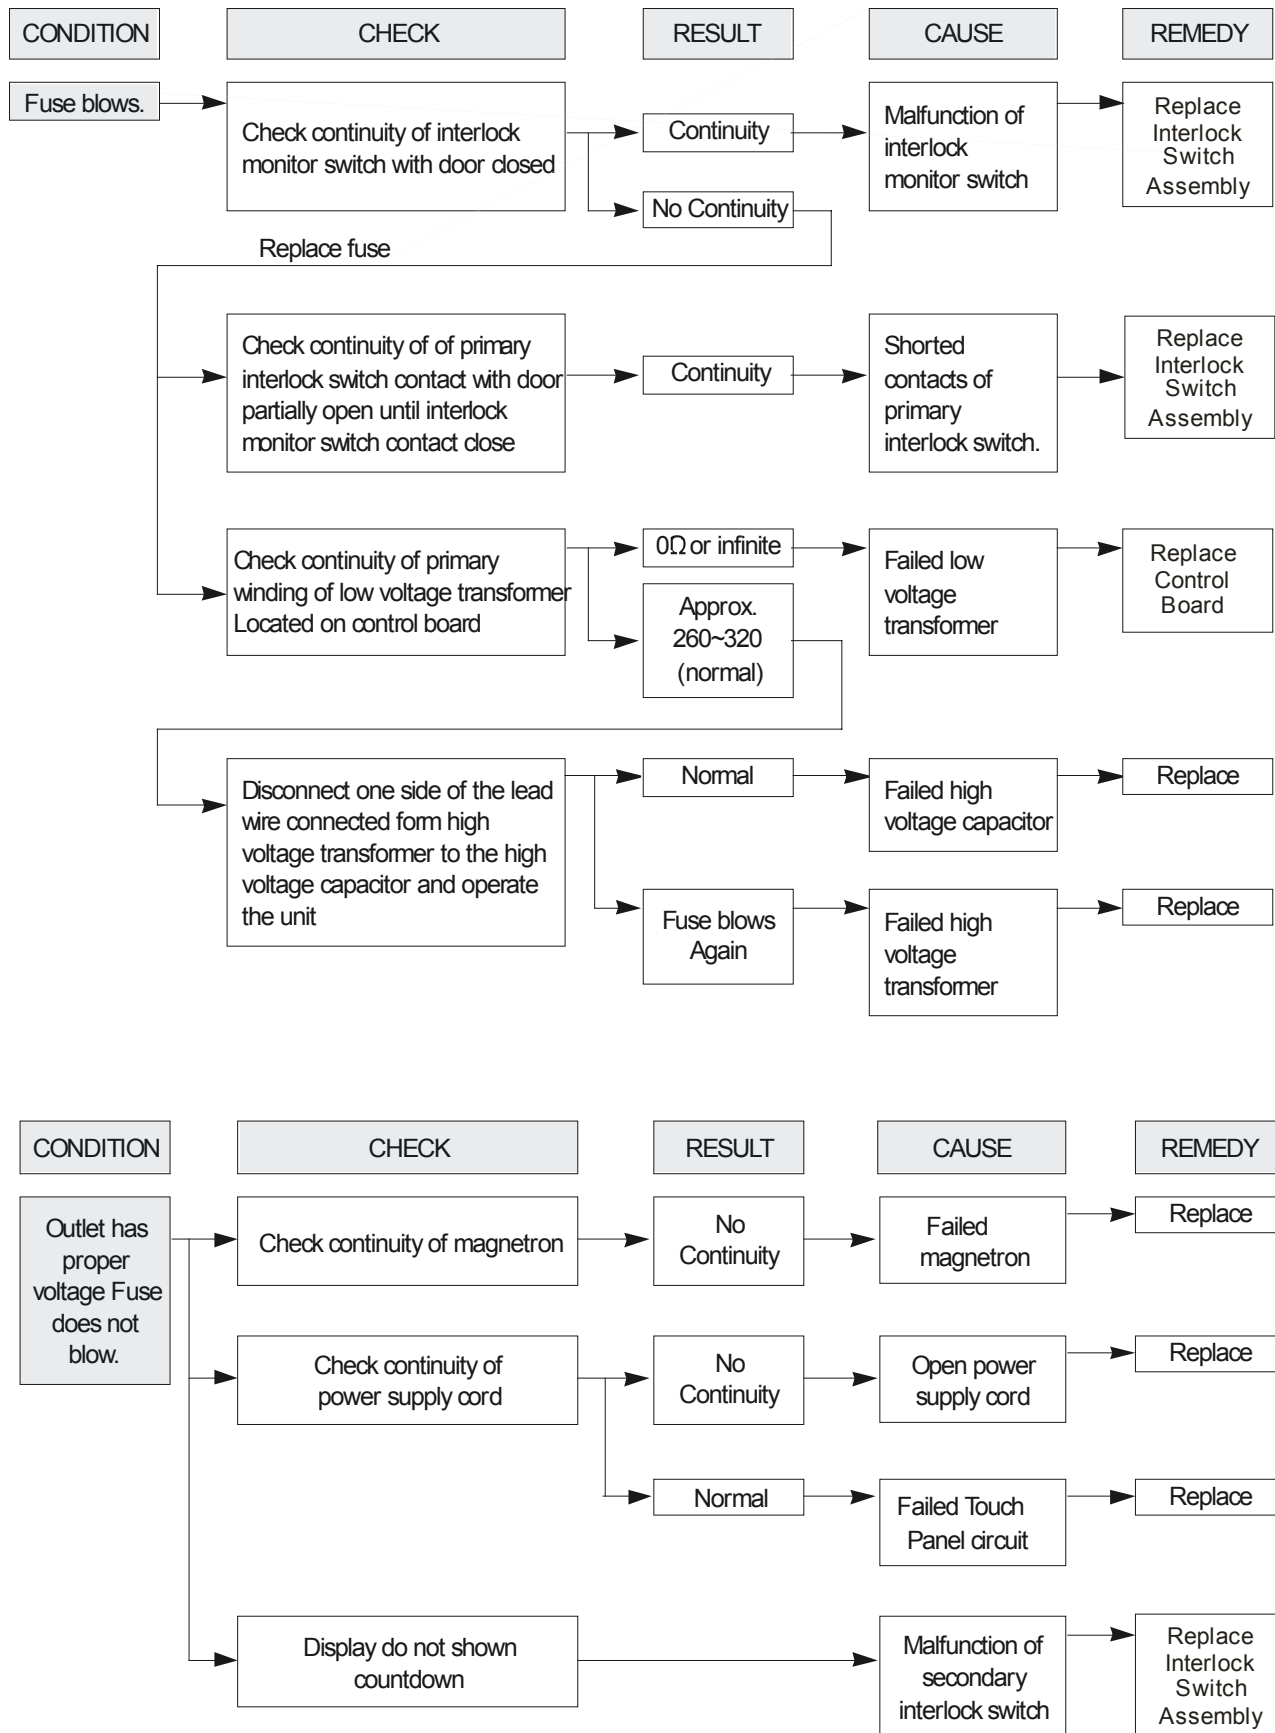 CONDITION
CHECK
RESULT
CAUSE
REMEDY
Fuse blows.
Check continuity of interlock
monitor switch with door closed
Continuity
Malfunction of
interlock
monitor switch
Replace
Interlock
Switch
Assembly
No Continuity
Replace fuse
Check continuity of of primary
interlock switch contact with door
partially open until interlock
monitor switch contact close
Continuity
Shorted
contacts of
primary
interlock switch.
Replace
Interlock
Switch
Assembly
Check continuity of primary
winding of low voltage transformer
Located on control board
0Ω or infinite
Failed low
voltage
transformer
Replace
Control
Board
Approx.
260~320
(normal)
Disconnect one side of the lead
wire connected form high
voltage transformer to the high
voltage capacitor and operate
the unit
Normal
Failed high
voltage capacitor
Replace
Fuse blows
Again
Failed high
voltage
transformer
Replace
CONDITION
CHECK
RESULT
CAUSE
REMEDY
Outlet has
proper
voltage Fuse
does not
blow.
Check continuity of magnetron
No
Continuity
Failed
magnetron
Replace
Check continuity of
power supply cord
No
Continuity
Open power
supply cord
Replace
Normal
Failed Touch
Panel circuit
Replace
Display do not shown
countdown
Malfunction of
secondary
interlock switch
Replace
Interlock
Switch
Assembly